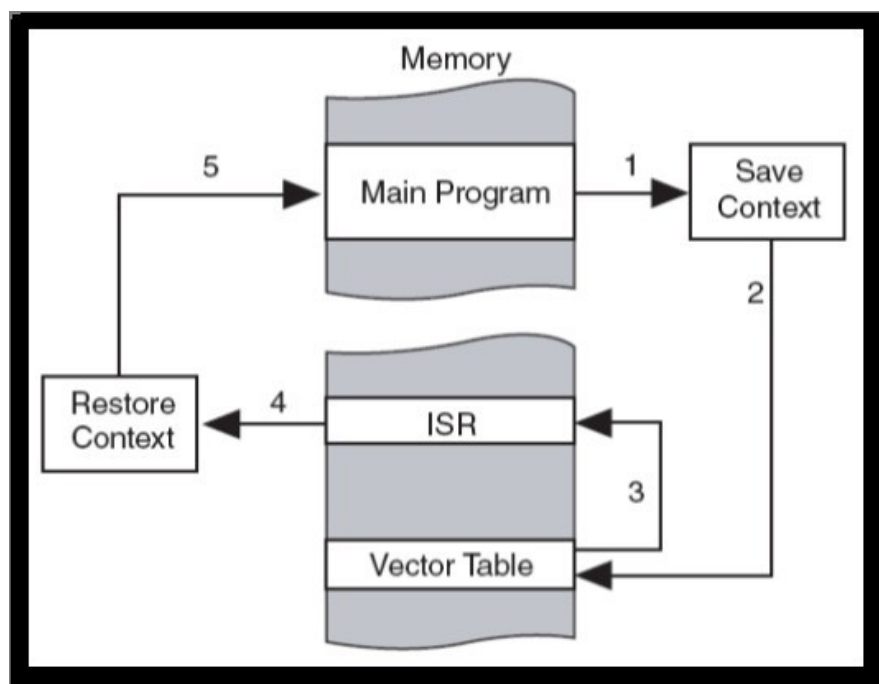 Memory
5
Main Program
1
Save
Context
2
Restore
Context
4
ISR
3
Vector Table